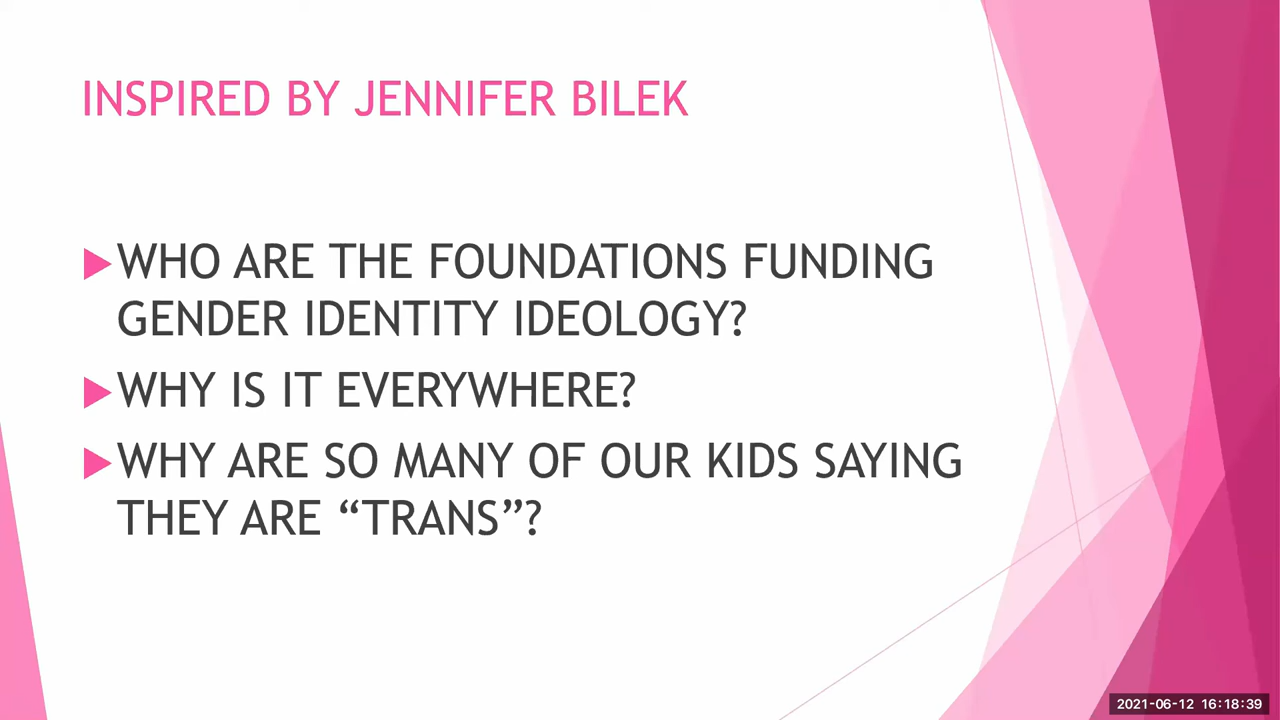 INSPIRED BY JENNIFER BILEK
WHO ARE THE FOUNDATIONS FUNDING
GENDER IDENTITY IDEOLOGY?
WHY IS IT EVERYWHERE?
WHY ARE SO MANY OF OUR KIDS SAYING
THEY ARE “TRANS”?
2021-06-12 16:18:39